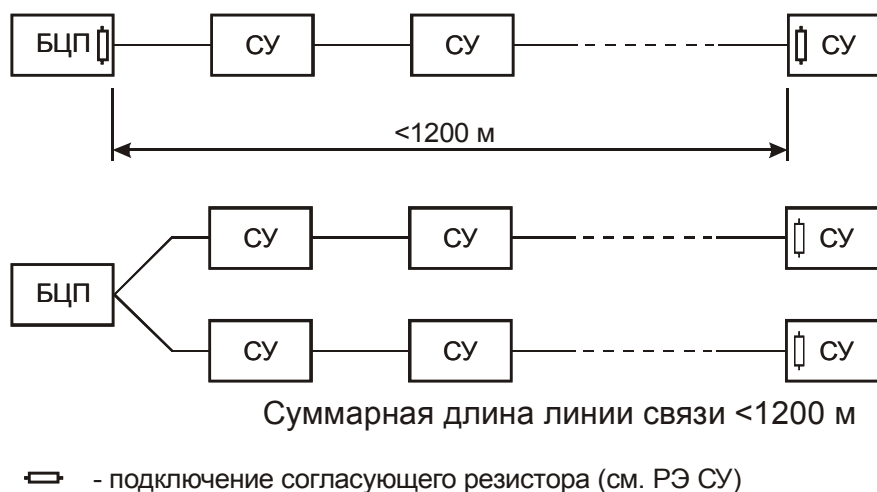 БЦП СУ СУ СУ
<1200 м
СУ СУ СУ
БЦП
СУ СУ СУ
Суммарная длина линии связи <1200 м
- подключение согласующего резистора (см. РЭ СУ)